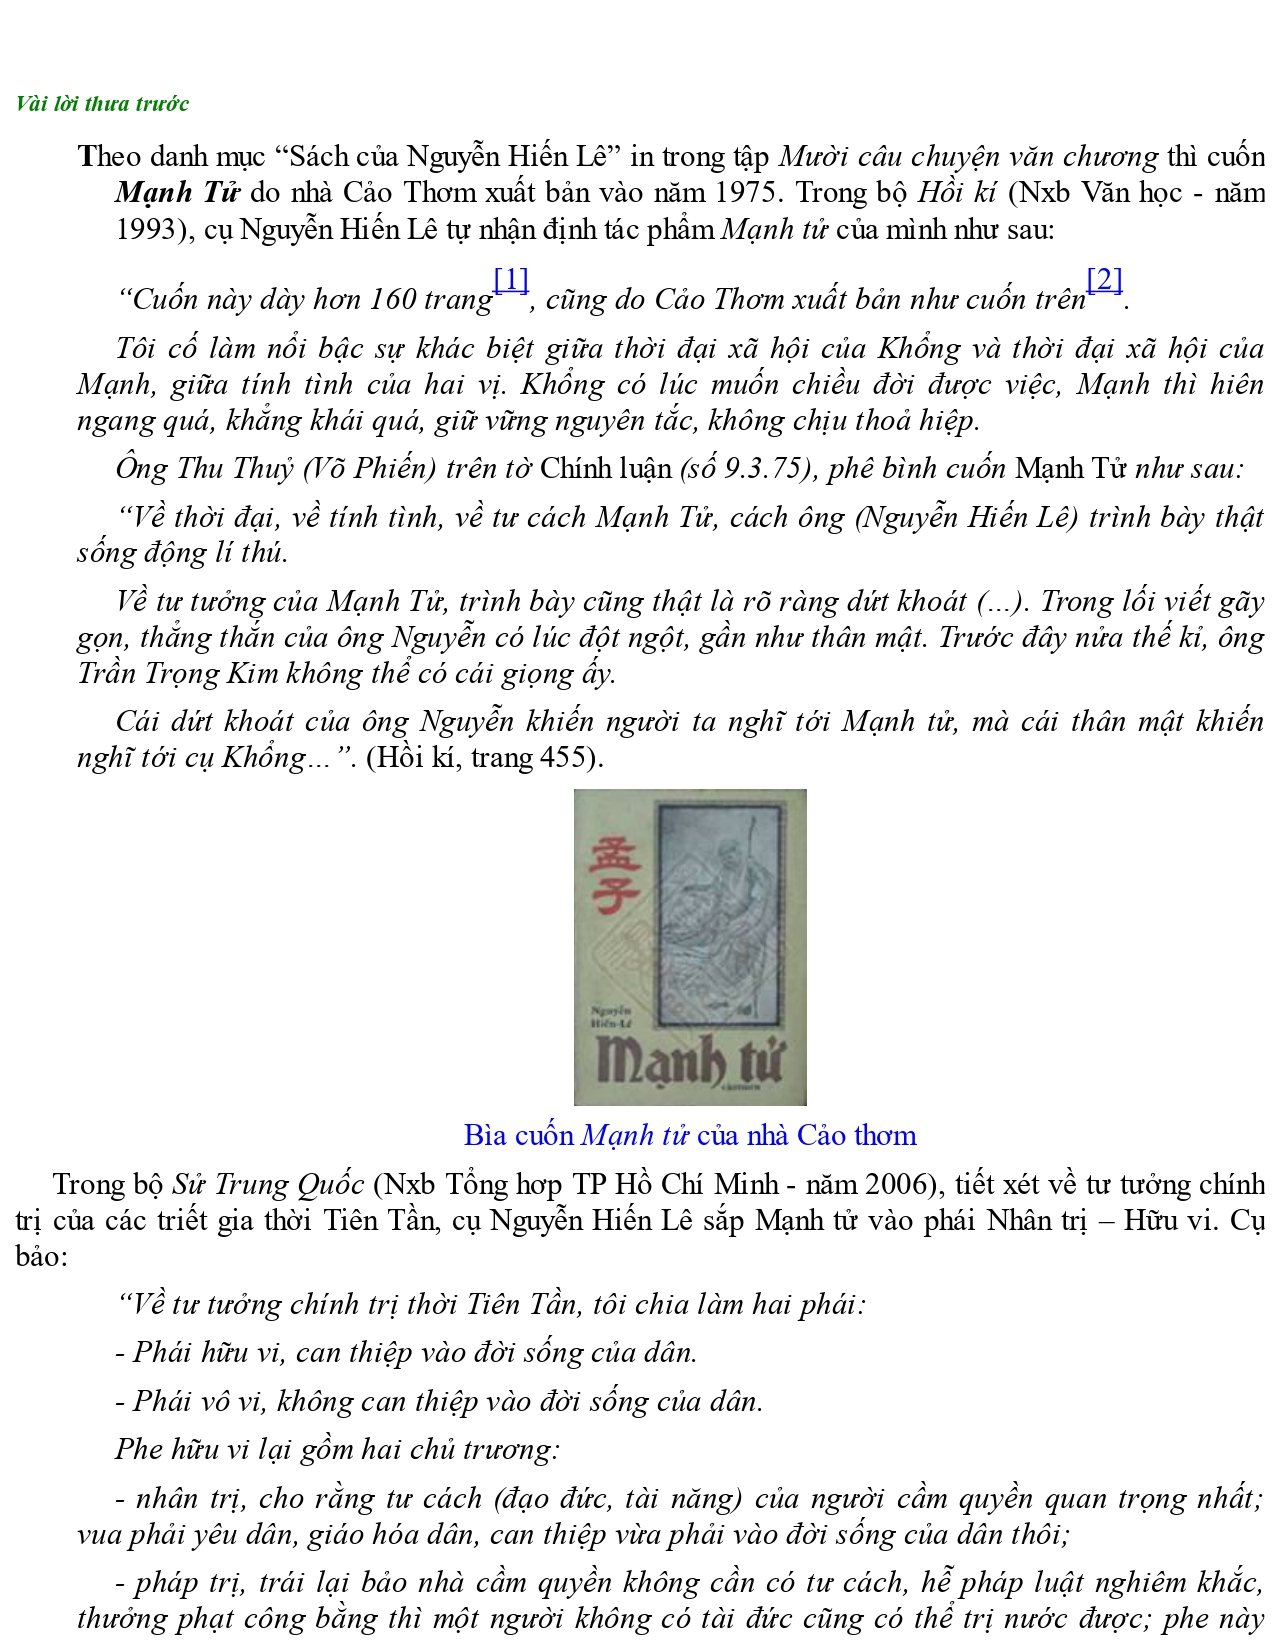 Vài lời thưa trước
Theo danh mục “Sách của Nguyễn Hiến Lê” in trong tập Mười câu chuyện văn chương thì cuốn
Mạnh Tử do nhà Cảo Thơm xuất bản vào năm 1975. Trong bộ Hồi kí (Nxb Văn học - năm
1993), cụ Nguyễn Hiến Lê tự nhận định tác phẩm Mạnh tử của mình như sau:
“Cuốn này dày hơn 160 trang[1], cũng do Cảo Thơm xuất bản như cuốn trên[2].
Tôi cố làm nổi bậc sự khác biệt giữa thời đại xã hội của Khổng và thời đại xã hội của
Mạnh, giữa tính tình của hai vị. Khổng có lúc muốn chiều đời được việc, Mạnh thì hiên
ngang quá, khẳng khái quá, giữ vững nguyên tắc, không chịu thoả hiệp.
Ông Thu Thuỷ (Võ Phiến) trên tờ Chính luận (số 9.3.75), phê bình cuốn Mạnh Tử như sau:
“Về thời đại, về tính tình, về tư cách Mạnh Tử, cách ông (Nguyễn Hiến Lê) trình bày thật
sống động lí thú.
Về tư tưởng của Mạnh Tử, trình bày cũng thật là rõ ràng dứt khoát (...). Trong lối viết gãy
gọn, thẳng thắn của ông Nguyễn có lúc đột ngột, gần như thân mật. Trước đây nửa thế kỉ, ông
Trần Trọng Kim không thể có cái giọng ấy.
Cái dứt khoát của ông Nguyễn khiến người ta nghĩ tới Mạnh tử, mà cái thân mật khiến
nghĩ tới cụ Khổng...”. (Hồi kí, trang 455).
孟
子
Nguyễn
Hiến-Lê
Mạnh tử
Bìa cuốn Mạnh tử của nhà Cảo thơm
Trong bộ Sử Trung Quốc (Nxb Tổng hơp TP Hồ Chí Minh - năm 2006), tiết xét về tư tưởng chính
trị của các triết gia thời Tiên Tần, cụ Nguyễn Hiến Lê sắp Mạnh tử vào phái Nhân trị – Hữu vi. Cụ
bảo:
“Về tư tưởng chính trị thời Tiên Tần, tôi chia làm hai phái:
- Phái hữu vi, can thiệp vào đời sống của dân.
- Phái vô vi, không can thiệp vào đời sống của dân.
Phe hữu vi lại gồm hai chủ trương:
- nhân trị, cho rằng tư cách (đạo đức, tài năng) của người cầm quyền quan trọng nhất;
vua phải yêu dân, giáo hóa dân, can thiệp vừa phải vào đời sống của dân thôi;
- pháp trị, trái lại bảo nhà cầm quyền không cần có tư cách, hễ pháp luật nghiêm khắc,
thưởng phạt công bằng thì một người không có tài đức cũng có thể trị nước được; phe này